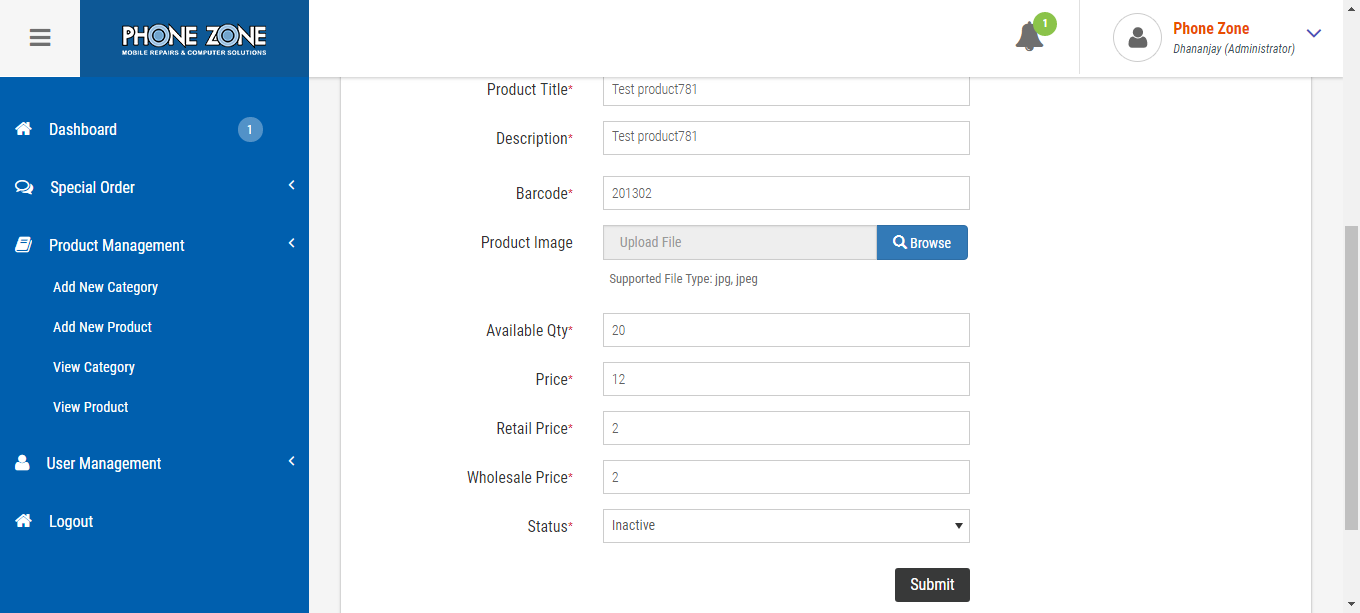 PHONE ZONE
MOBILE REPAIRS & COMPUTER SOLUTIONS
1
Phone Zone
Dhananjay (Administrator)
Dashboard 1
Special Order
Product Management
Add New Category
Add New Product
View Category
View Product
User Management
Logout
Product Title* Test product781
Description* Test product781
Barcode* 201302
Product Image Upload File Browse
Supported File Type: jpg, jpeg
Available Qty* 20
Price* 12
Retail Price* 2
Wholesale Price* 2
Status* Inactive
Submit